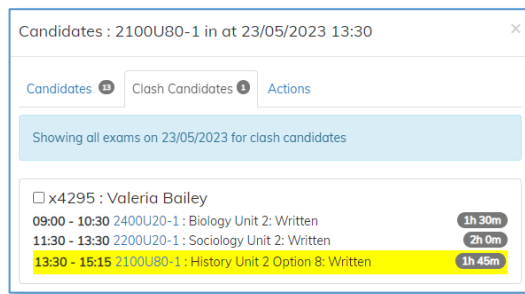 Candidates : 2100U80-1 in at 23/05/2023 13:30 ×
Candidates 13 Clash Candidates 1 Actions
Showing all exams on 23/05/2023 for clash candidates
x4295 : Valeria Bailey
09:00 - 10:30 2400U20-1 : Biology Unit 2: Written 1h 30m
11:30 - 13:30 2200U20-1 : Sociology Unit 2: Written 2h 0m
13:30 - 15:15 2100U80-1 : History Unit 2 Option 8: Written 1h 45m